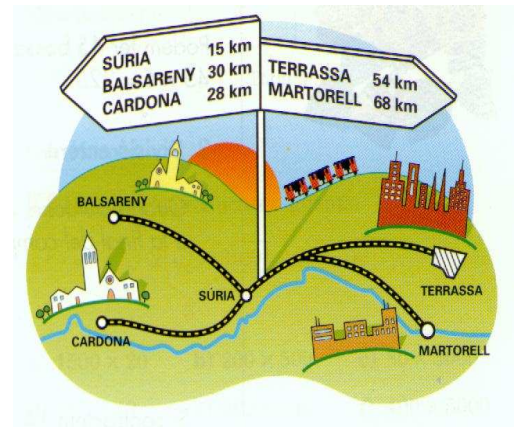 SÚRIA 15 km
BALSARENY 30 km
CARDONA 28 km
TERRASSA 54 km
MARTORELL 68 km
BALSARENY
SÚRIA
TERRASSA
CARDONA
MARTORELL